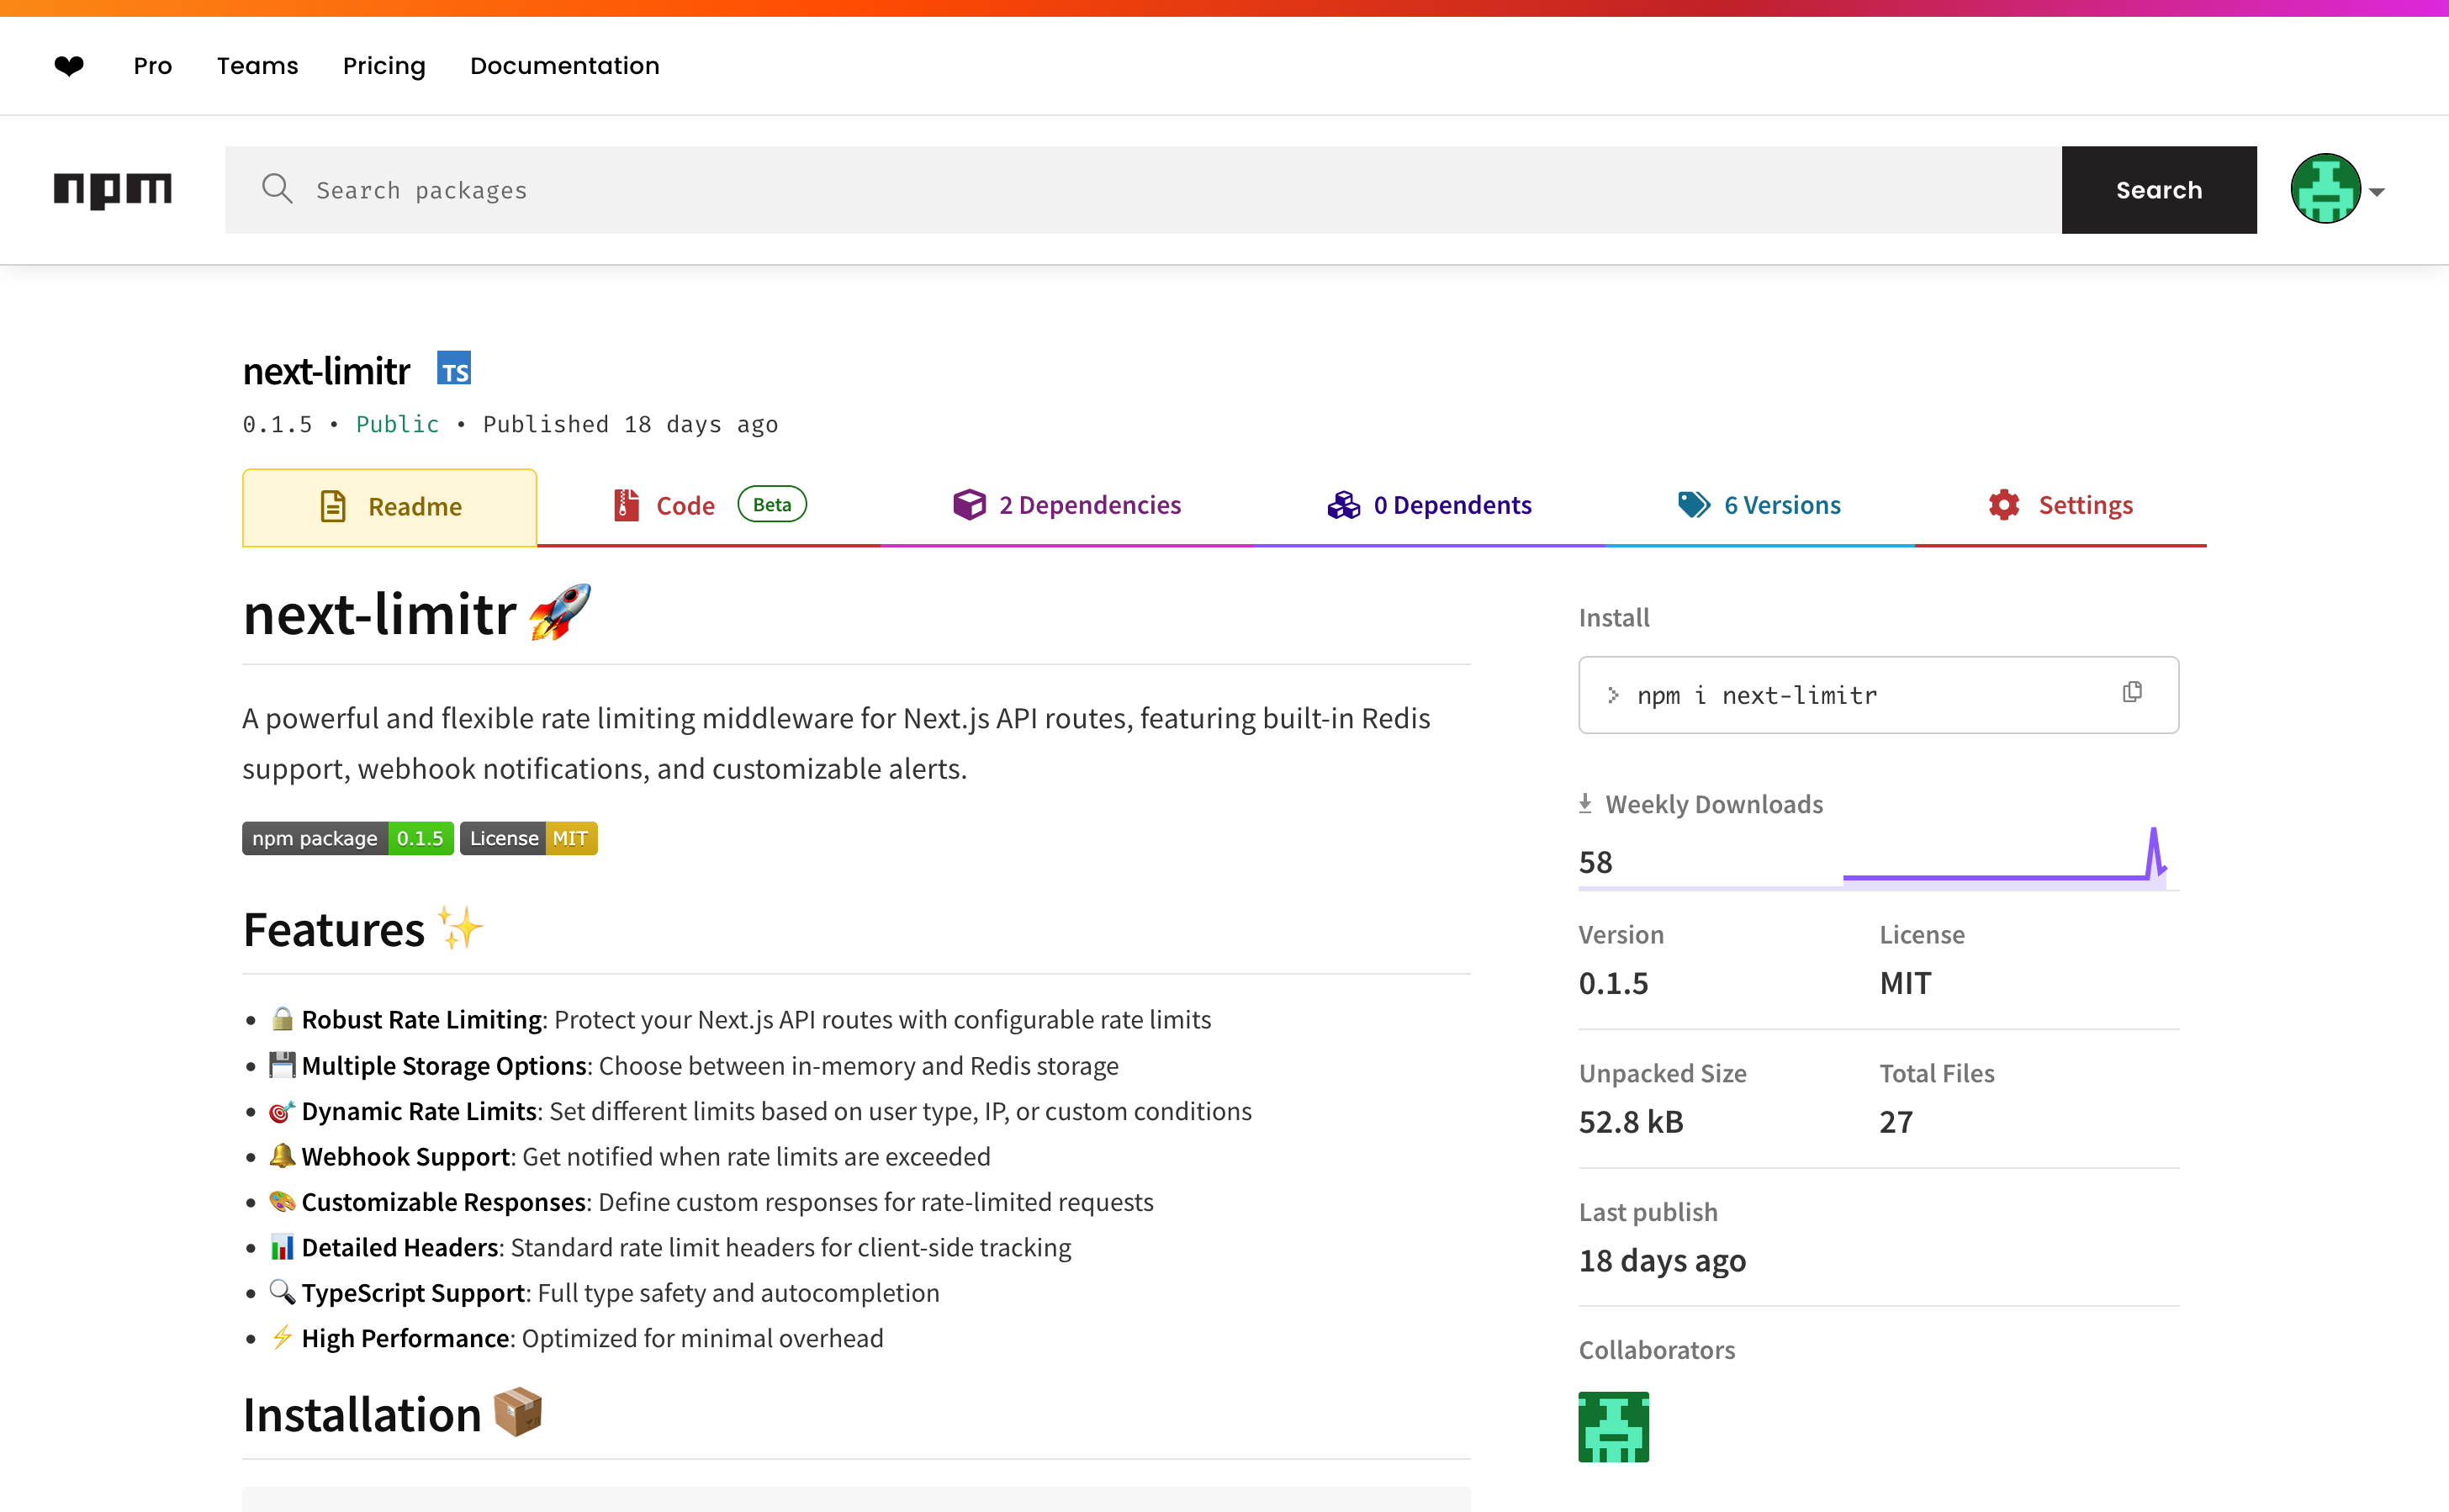 Pro Teams Pricing Documentation
npm Search packages Search
next-limitr TS
0.1.5 • Public • Published 18 days ago
Readme Code Beta 2 Dependencies 0 Dependents 6 Versions Settings
next-limitr 🚀
A powerful and flexible rate limiting middleware for Next.js API routes, featuring built-in Redis
support, webhook notifications, and customizable alerts.
npm package 0.1.5 License MIT
Features ✨
• 🔒 Robust Rate Limiting: Protect your Next.js API routes with configurable rate limits
• 💾 Multiple Storage Options: Choose between in-memory and Redis storage
• 🎯 Dynamic Rate Limits: Set different limits based on user type, IP, or custom conditions
• 🔔 Webhook Support: Get notified when rate limits are exceeded
• 🎨 Customizable Responses: Define custom responses for rate-limited requests
• 📊 Detailed Headers: Standard rate limit headers for client-side tracking
• 🔍 TypeScript Support: Full type safety and autocompletion
• ⚡ High Performance: Optimized for minimal overhead
Installation 📦
Install
> npm i next-limitr
Weekly Downloads
58
Version License
0.1.5 MIT
Unpacked Size Total Files
52.8 kB 27
Last publish
18 days ago
Collaborators